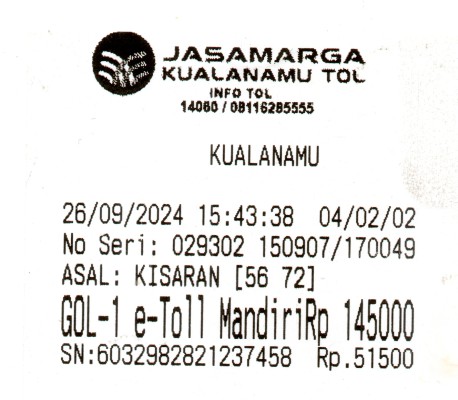 JASAMARGA
KUALANAMU TOL
INFO TOL
14080 / 08116285555
KUALANAMU
26/09/2024 15:43:38 04/02/02
No Seri: 029302 150907/170049
ASAL: KISARAN [56 72]
GOL-1 e-Toll MandiriRp 145000
SN:6032982821237458 Rp.51500